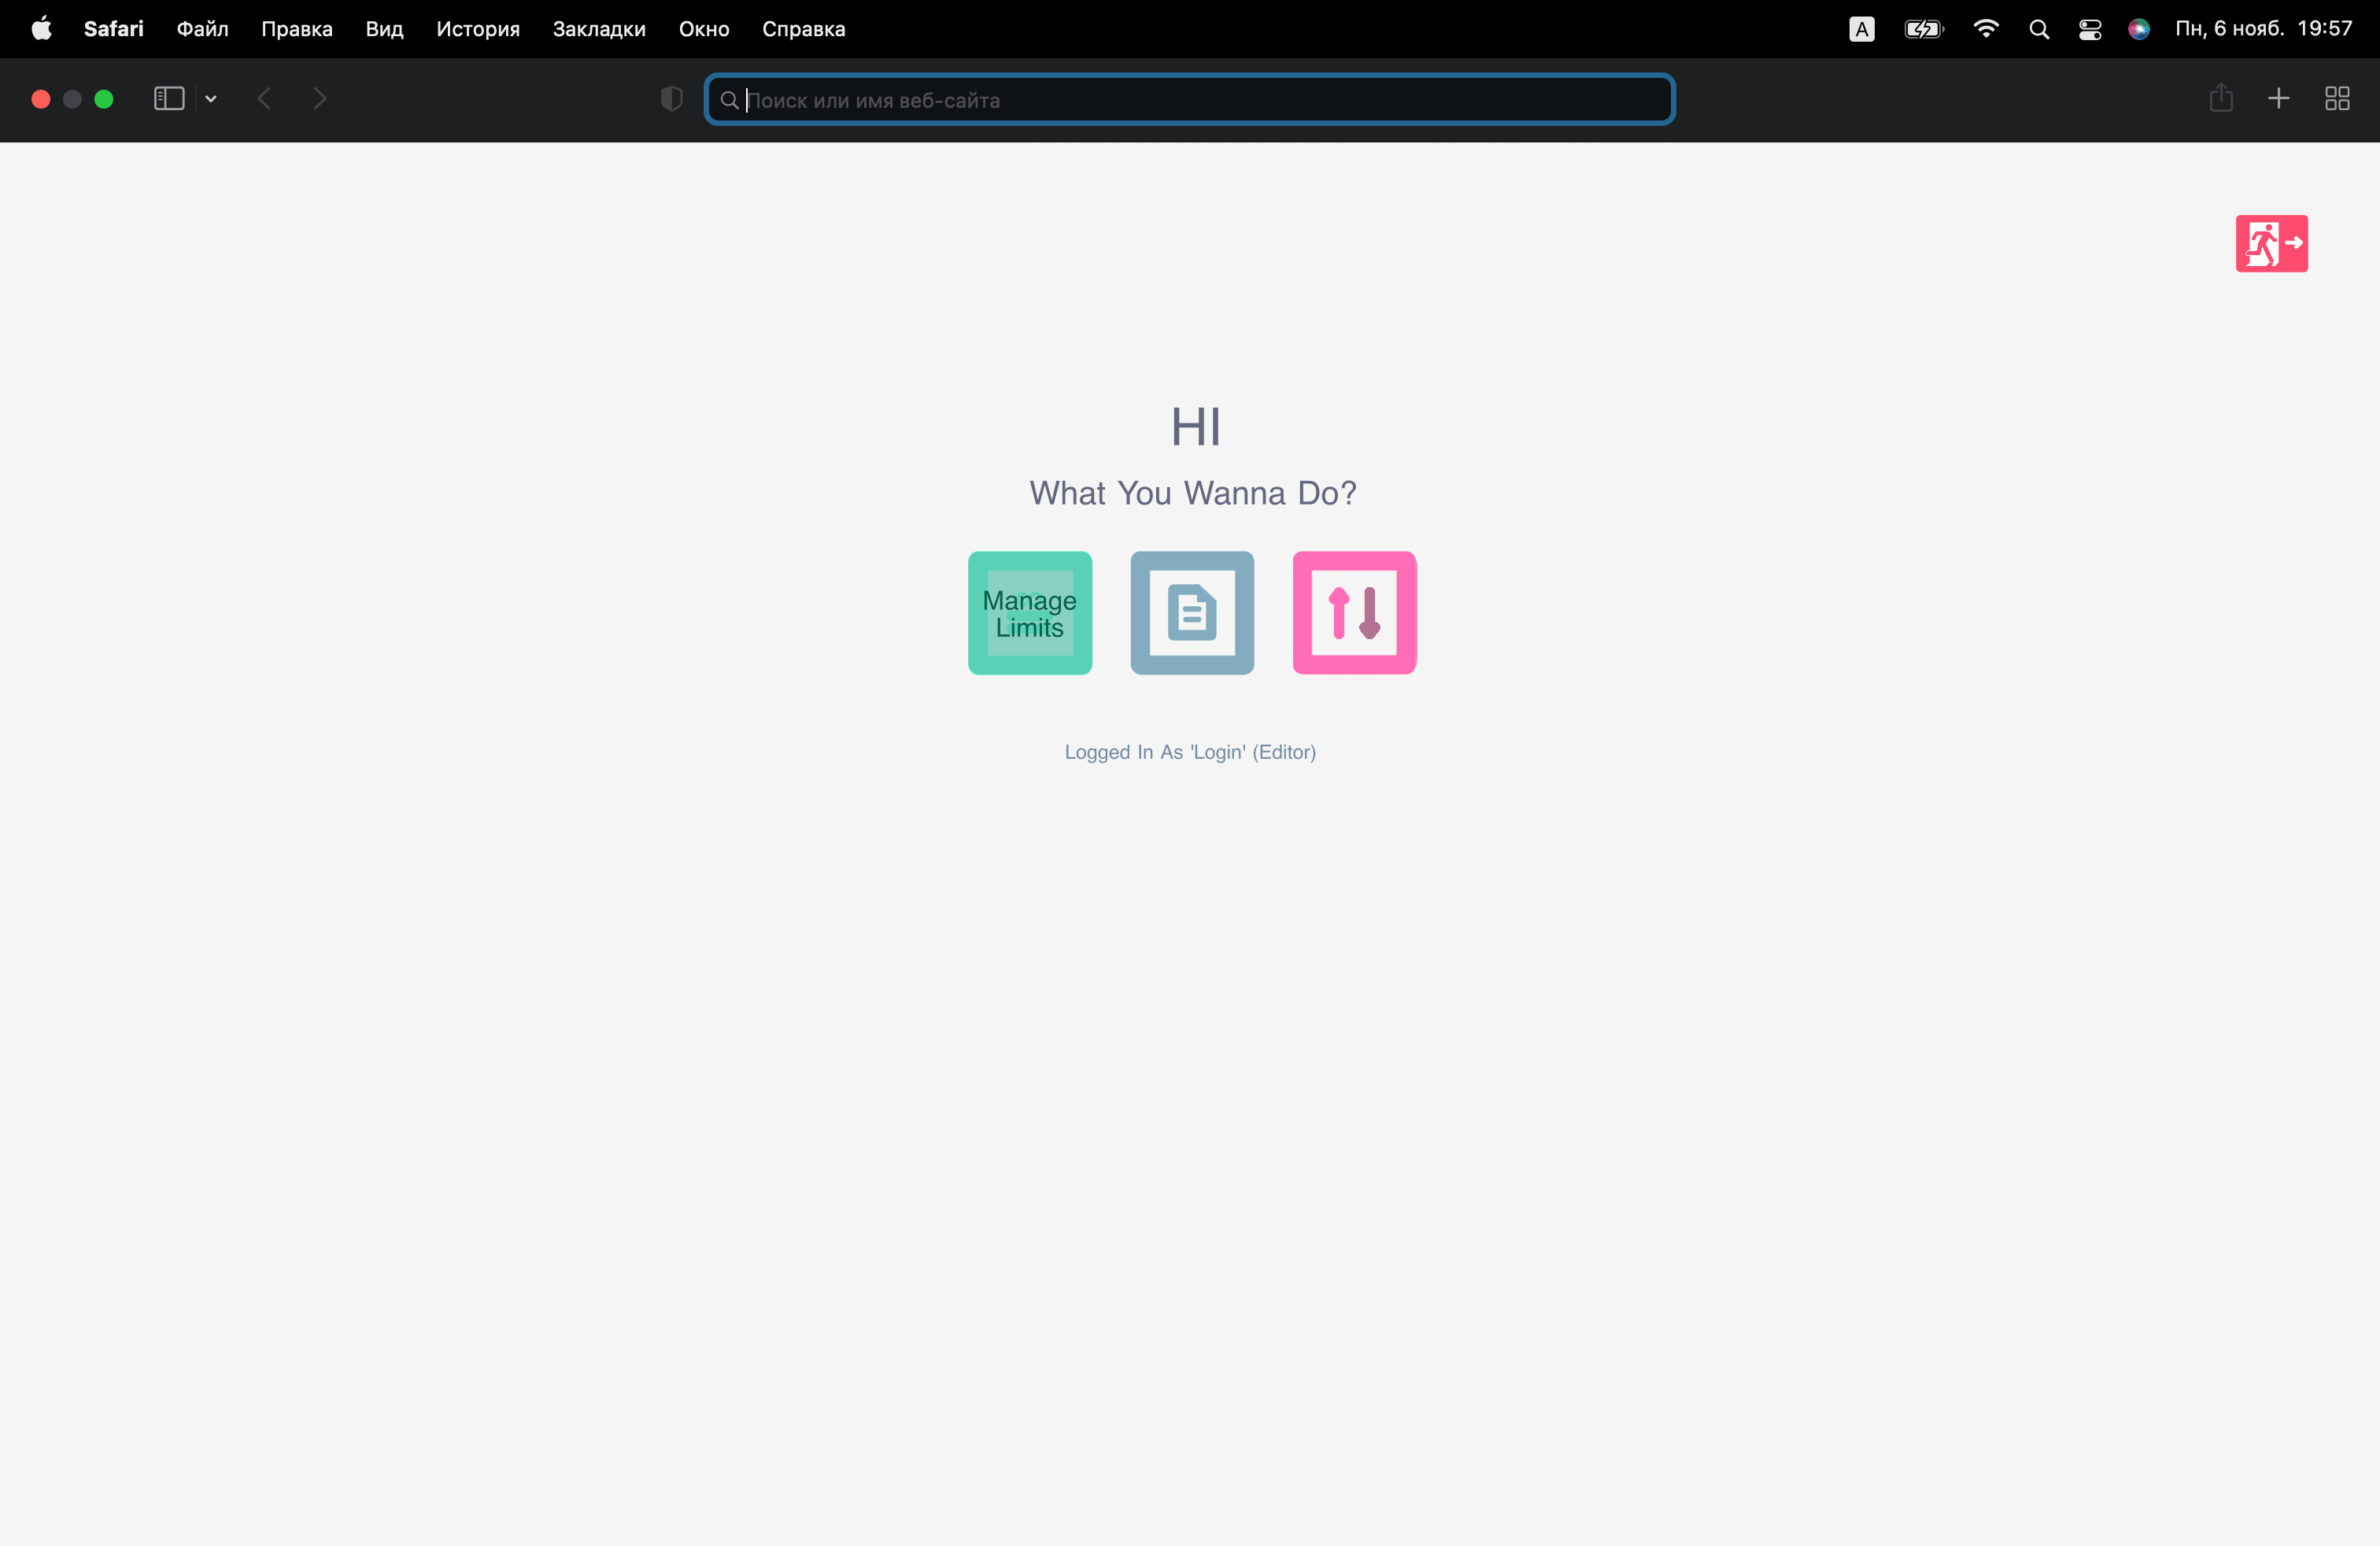 Safari Файл Правка Вид История Закладки Окно Справка A Пн, 6 нояб. 19:57
Поиск или имя веб-сайта
HI
What You Wanna Do?
Manage
Limits
Logged In As 'Login' (Editor)